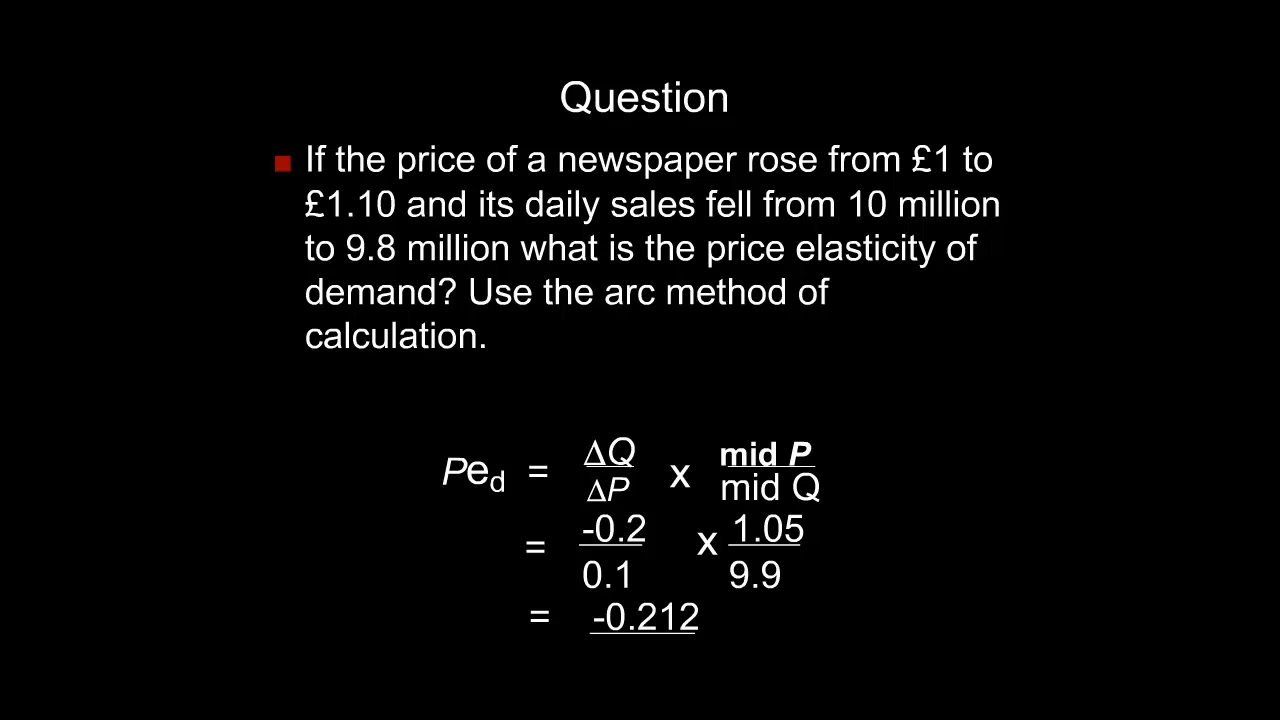 Question
■ If the price of a newspaper rose from £1 to
£1.10 and its daily sales fell from 10 million
to 9.8 million what is the price elasticity of
demand? Use the arc method of
calculation.
Ped = ΔQ/ΔP x mid P/mid Q
= -0.2/0.1 x 1.05/9.9
= -0.212